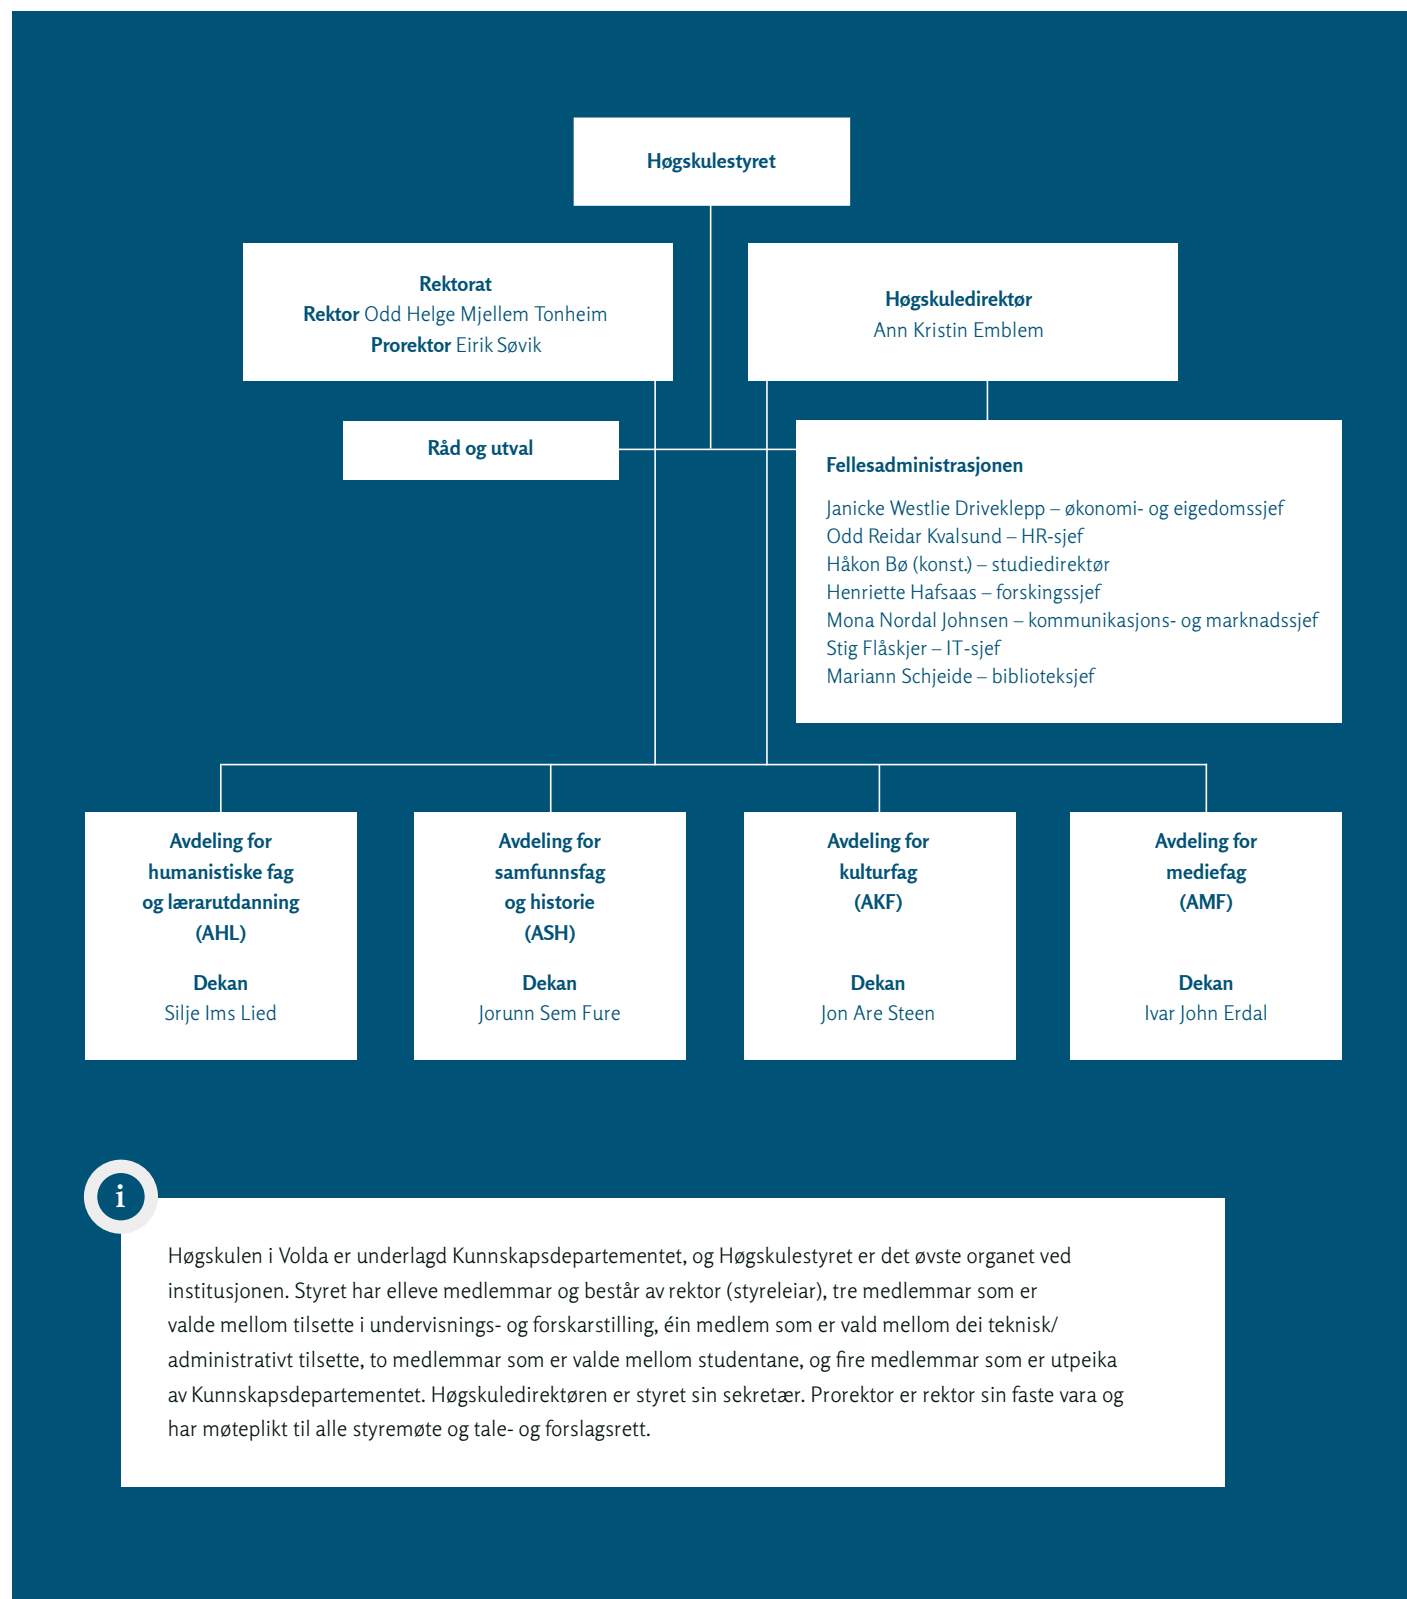 Høgskulestyret
Rektorat
Rektor Odd Helge Mjellem Tonheim
Prorektor Eirik Søvik
Høgskuledirektør
Ann Kristin Emblem
Råd og utval
Fellesadministrasjonen
Janicke Westlie Driveklepp – økonomi- og eigedomssjef
Odd Reidar Kvalsund – HR-sjef
Håkon Bø (konst.) – studiedirektør
Henriette Hafsaas – forskingssjef
Mona Nordal Johnsen – kommunikasjons- og marknadssjef
Stig Flåskjer – IT-sjef
Mariann Schjeide – biblioteksjef
Avdeling for
humanistiske fag
og lærarutdanning
(AHL)
Dekan
Silje Ims Lied
Avdeling for
samfunnsfag
og historie
(ASH)
Dekan
Jorunn Sem Fure
Avdeling for
kulturfag
(AKF)
Dekan
Jon Are Steen
Avdeling for
mediefag
(AMF)
Dekan
Ivar John Erdal
i
Høgskulen i Volda er underlagd Kunnskapsdepartementet, og Høgskulestyret er det øvste organet ved
institusjonen. Styret har elleve medlemmar og består av rektor (styreleiar), tre medlemmar som er
valde mellom tilsette i undervisnings- og forskarstilling, éin medlem som er vald mellom dei teknisk/
administrativt tilsette, to medlemmar som er valde mellom studentane, og fire medlemmar som er utpeika
av Kunnskapsdepartementet. Høgskuledirektøren er styret sin sekretær. Prorektor er rektor sin faste vara og
har møteplikt til alle styremøte og tale- og forslagsrett.